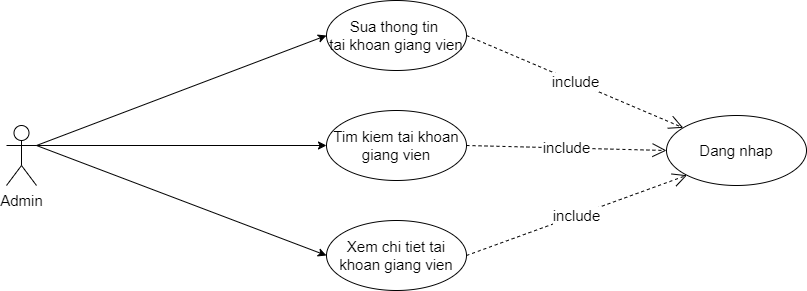 Sua thong tin
tai khoan giang vien
include
Tim kiem tai khoan
giang vien
include
Dang nhap
Admin
include
Xem chi tiet tai
khoan giang vien